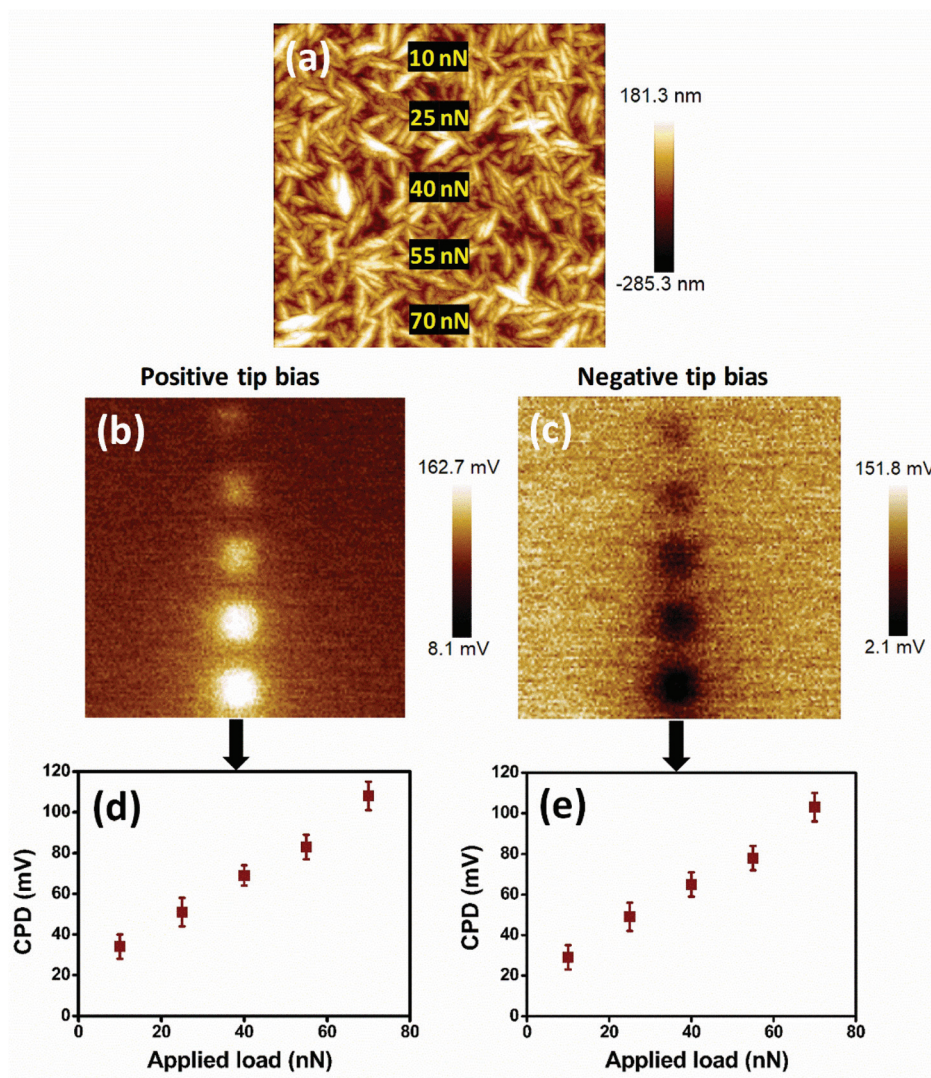 (a)
10 nN
25 nN
40 nN
55 nN
70 nN
181.3 nm
-285.3 nm
Positive tip bias
Negative tip bias
(b)
162.7 mV
8.1 mV
(c)
151.8 mV
2.1 mV
(d)
CPD (mV)
120
100
80
60
40
20
0
0 20 40 60 80
Applied load (nN)
(e)
CPD (mV)
120
100
80
60
40
20
0
0 20 40 60 80
Applied load (nN)